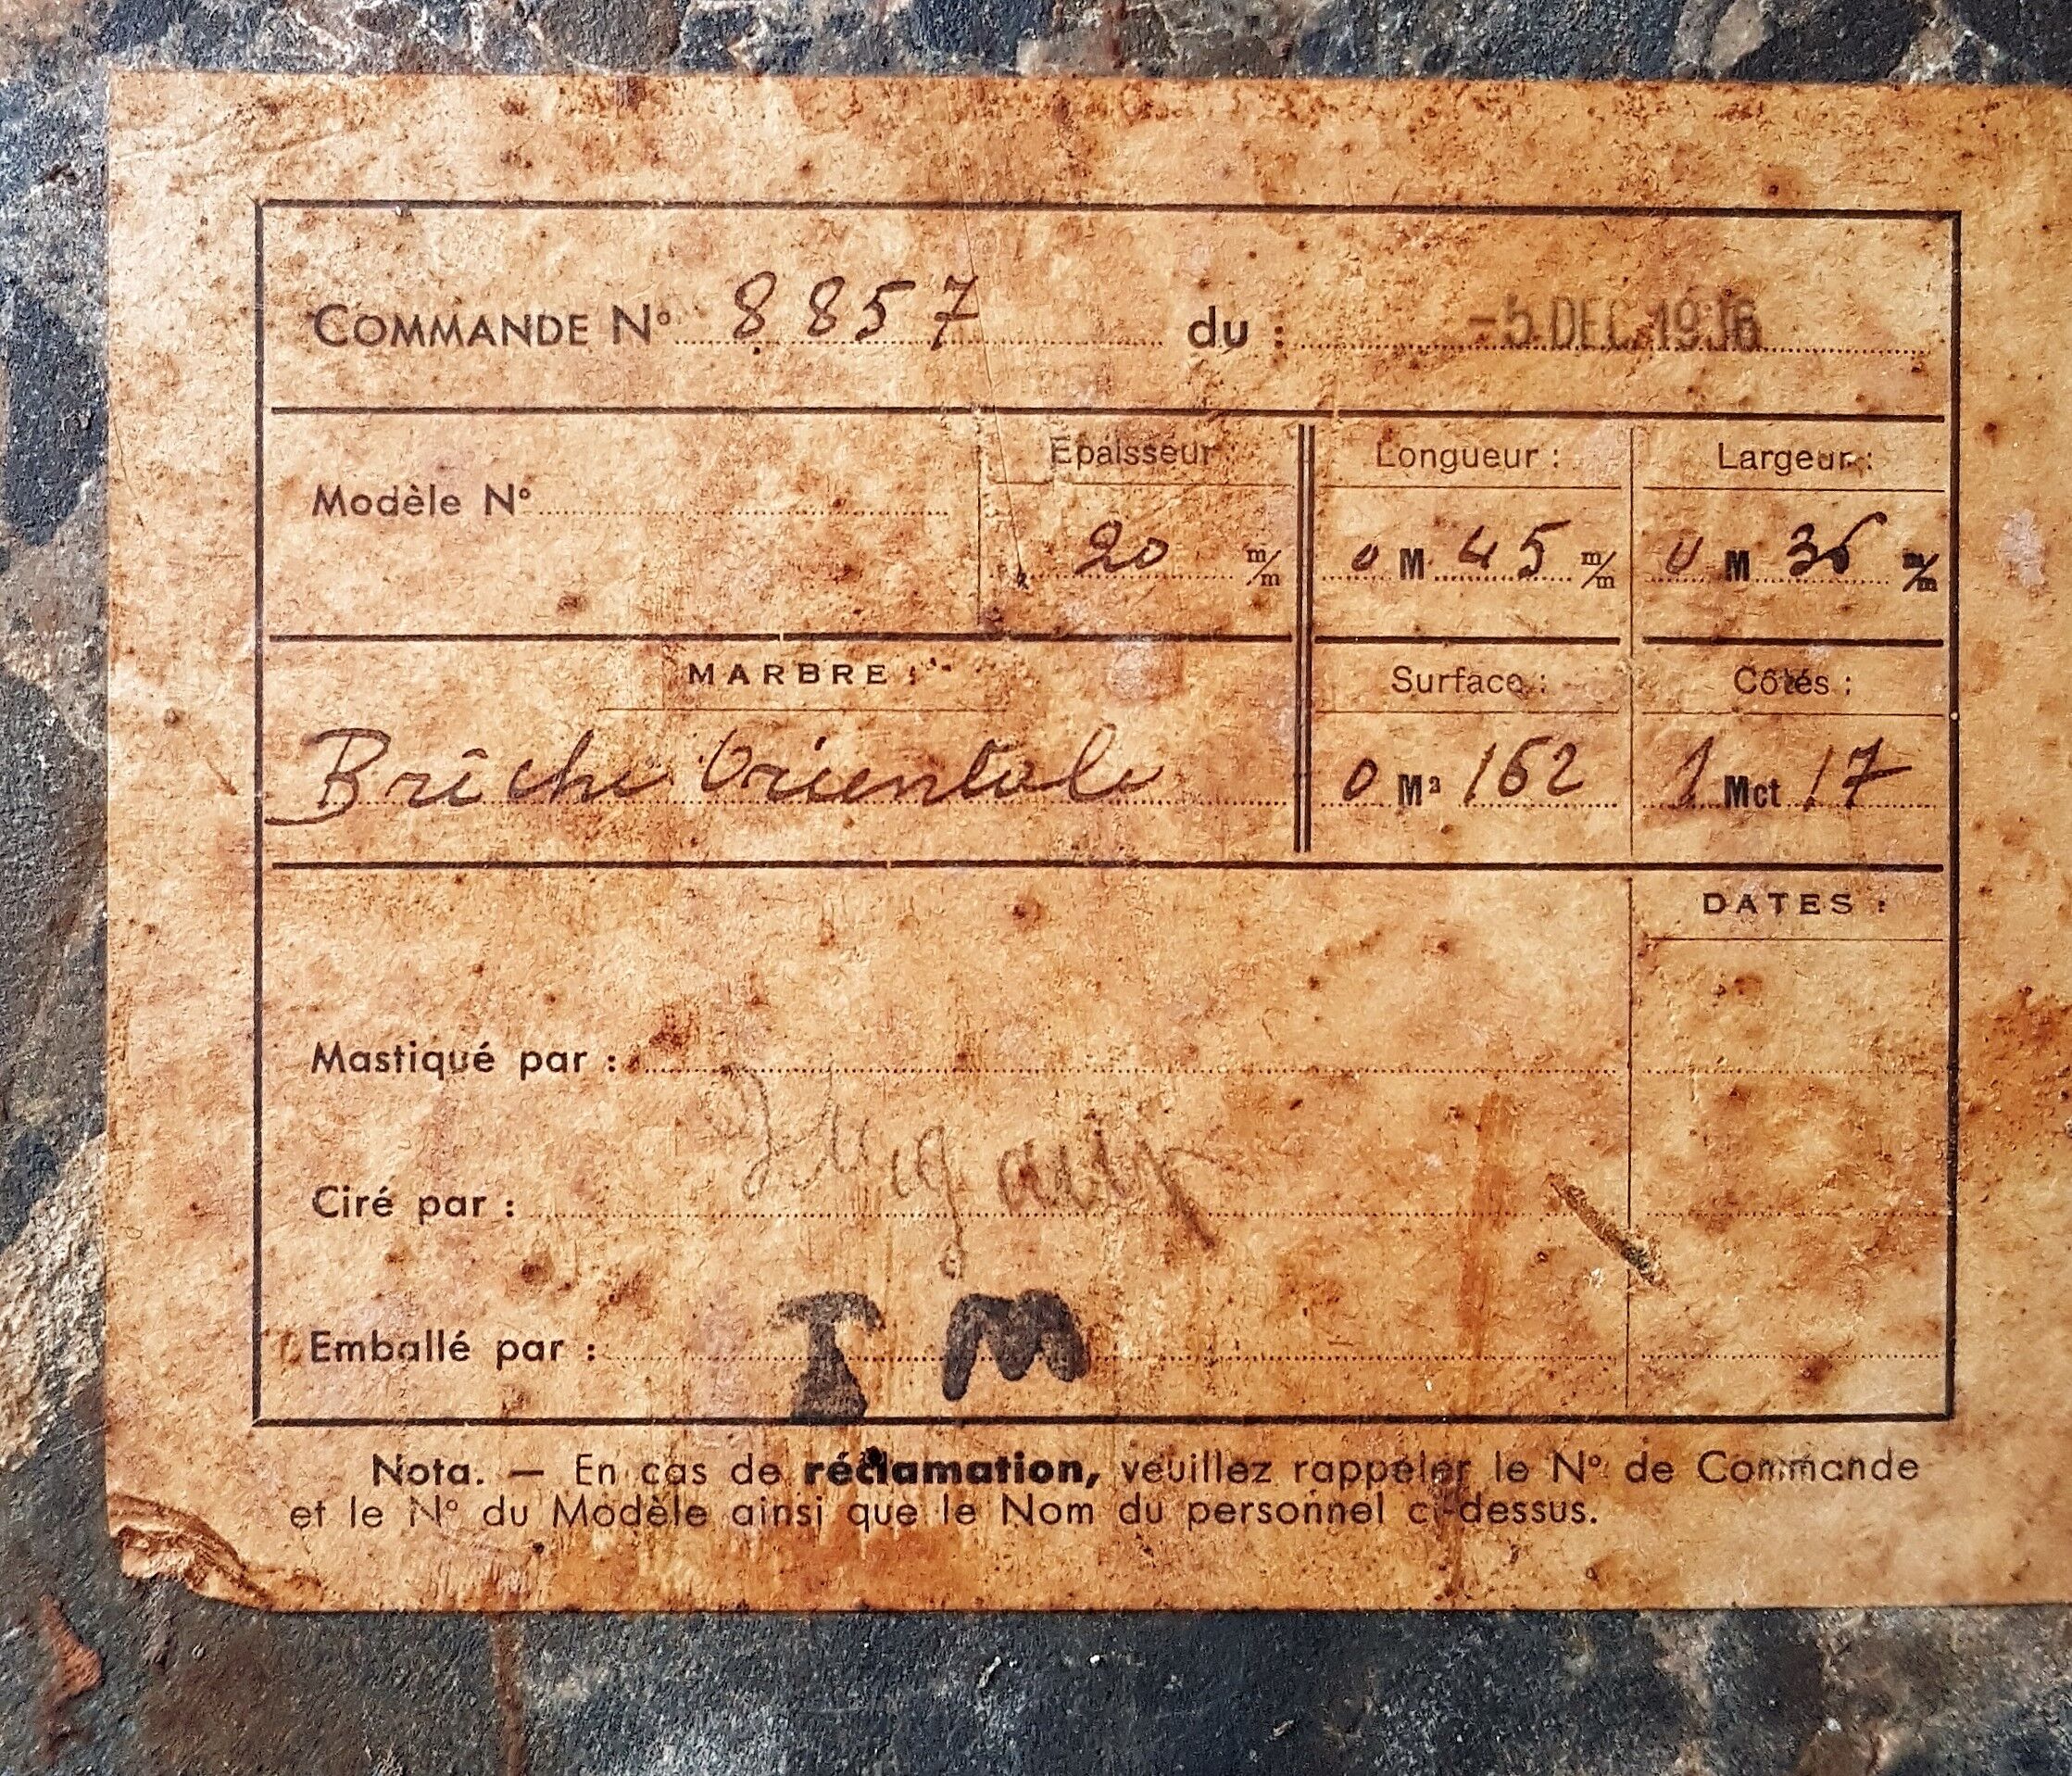 COMMANDE N° 8857 du : -5 DEC 1936
Epaisseur : Longueur : Largeur :
Modèle N° 20 m/m 0 M 45 m/m 0 M 36 m/m
MARBRE : Surface : Côtés :
Brêche Orientale 0 M² 162 1 Mct 17
DATES :
Mastiqué par :
Ciré par :
Emballé par : T M
Nota. — En cas de réclamation, veuillez rappeler le N° de Commande
et le N° du Modèle ainsi que le Nom du personnel ci-dessus.